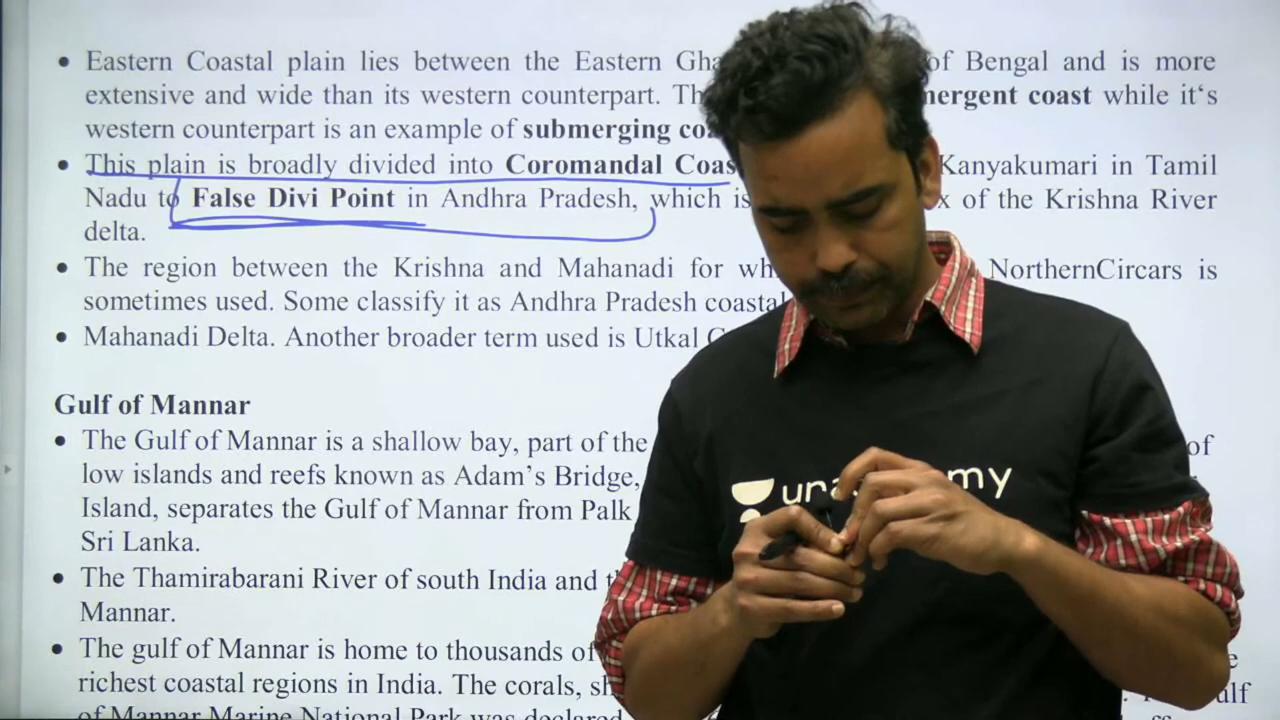 Eastern Coastal plain lies between the Eastern of Bengal and is more
extensive and wide than its western counterpart. coast while it‘s
western counterpart is an example of submerging
This plain is broadly divided into Coromandal Kanyakumari in Tamil
Nadu to False Divi Point in Andhra Pradesh, which is of the Krishna River
delta.
The region between the Krishna and Mahanadi for NorthernCircars is
sometimes used. Some classify it as Andhra Pradesh coastal
Mahanadi Delta. Another broader term used is Utkal
Gulf of Mannar
The Gulf of Mannar is a shallow bay, part of the of
low islands and reefs known as Adam’s Bridge,
Island, separates the Gulf of Mannar from Palk
Sri Lanka.
The Thamirabarani River of south India and
Mannar.
The gulf of Mannar is home to thousands of
richest coastal regions in India. The corals,
of Mannar Marine National Park was declared